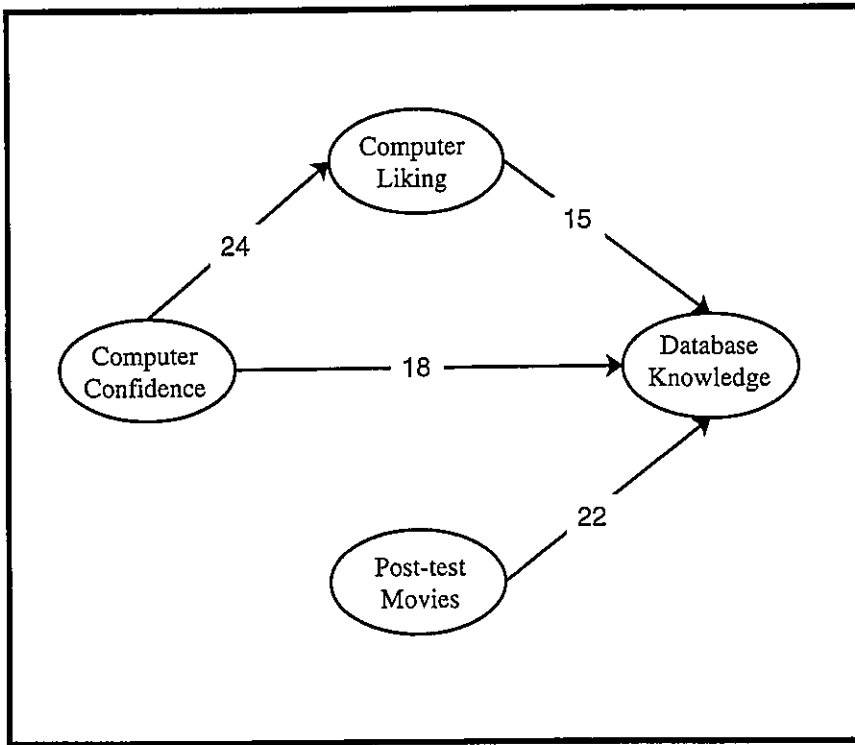 Computer
Liking
24
15
Computer
Confidence
18
Database
Knowledge
22
Post-test
Movies